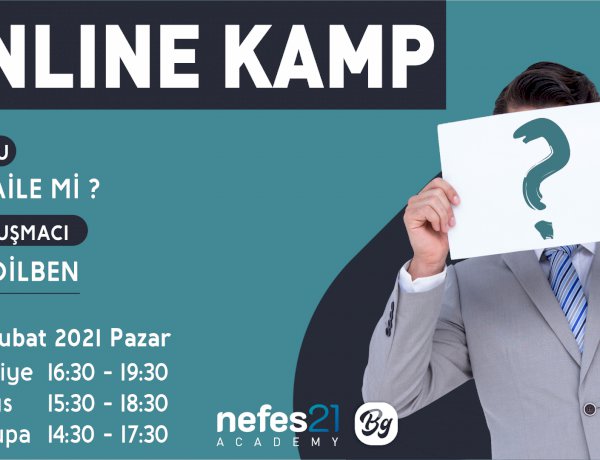 NLINE KAMP
U
AİLE Mİ ?
UŞMACI
DİLBEN
ubat 2021 Pazar
iye 16:30 - 19:30
ıs 15:30 - 18:30
upa 14:30 - 17:30
nefes21
ACADEMY
Bg
?